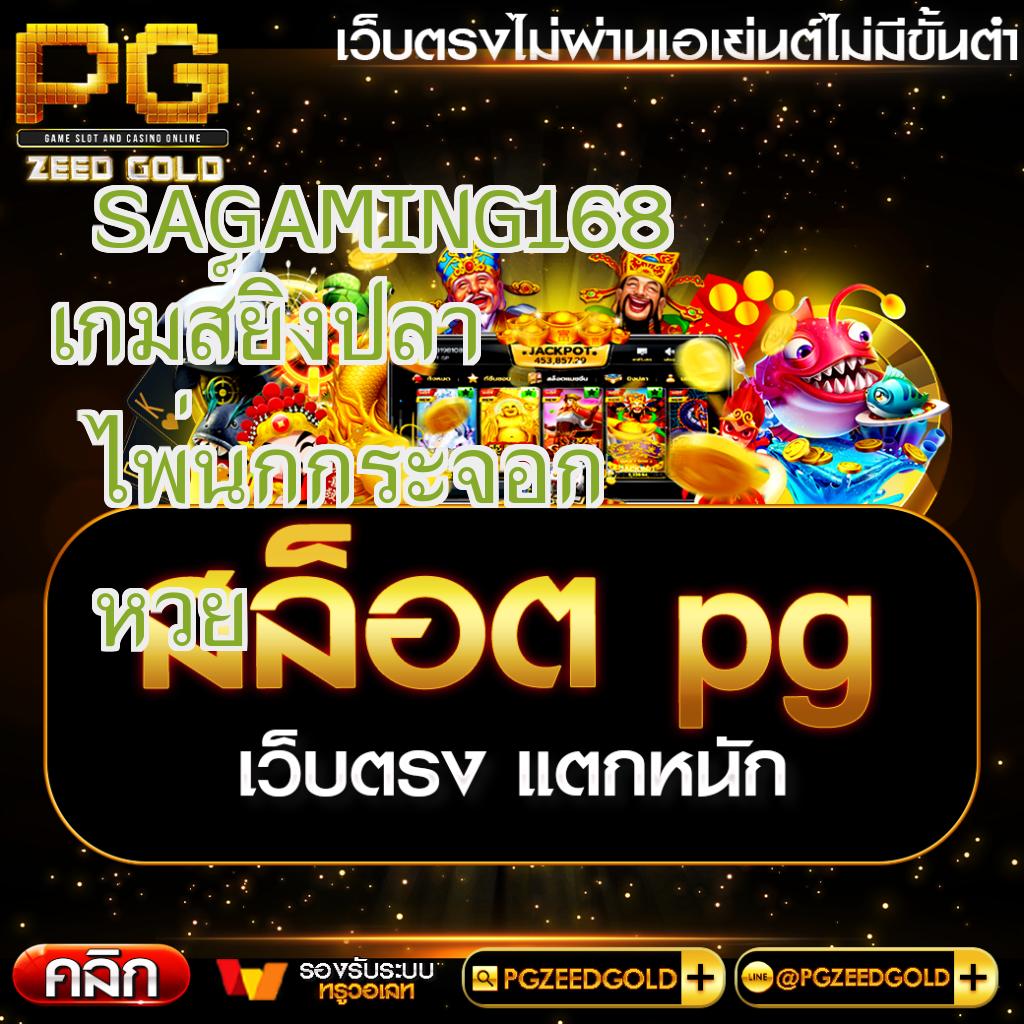 เว็บตรงไม่ผ่านเอเย่นต์ไม่มีขั้นต่ำ
PG
GAME SLOT AND CASINO ONLINE
ZEED GOLD
SAGAMING168
เกมส์ยิงปลา
JACKPOT
453,857.29
ไพ่นกกระจอก
หวย
สล็อต pg
เว็บตรง แตกหนัก
คลิก
รองรับระบบ
ทรูวอเลท
PGZEEDGOLD +
LINE @PGZEEDGOLD +